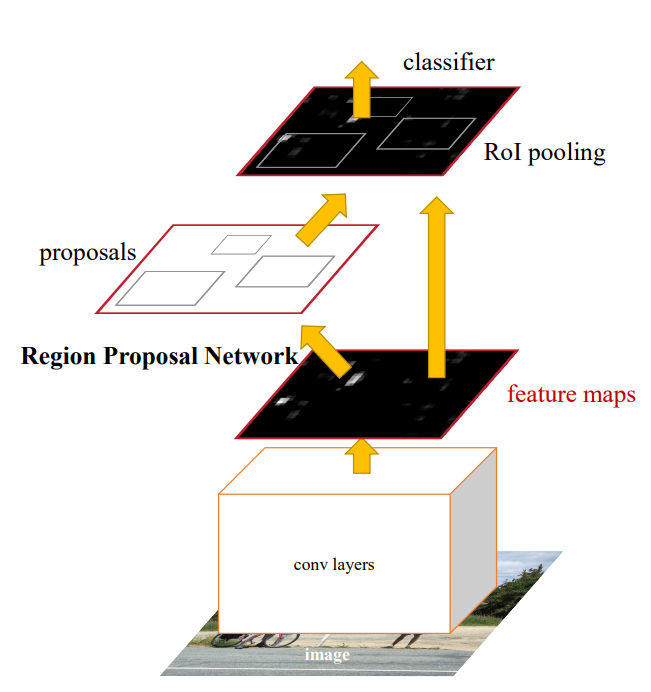 classifier
RoI pooling
proposals
Region Proposal Network
feature maps
conv layers
image